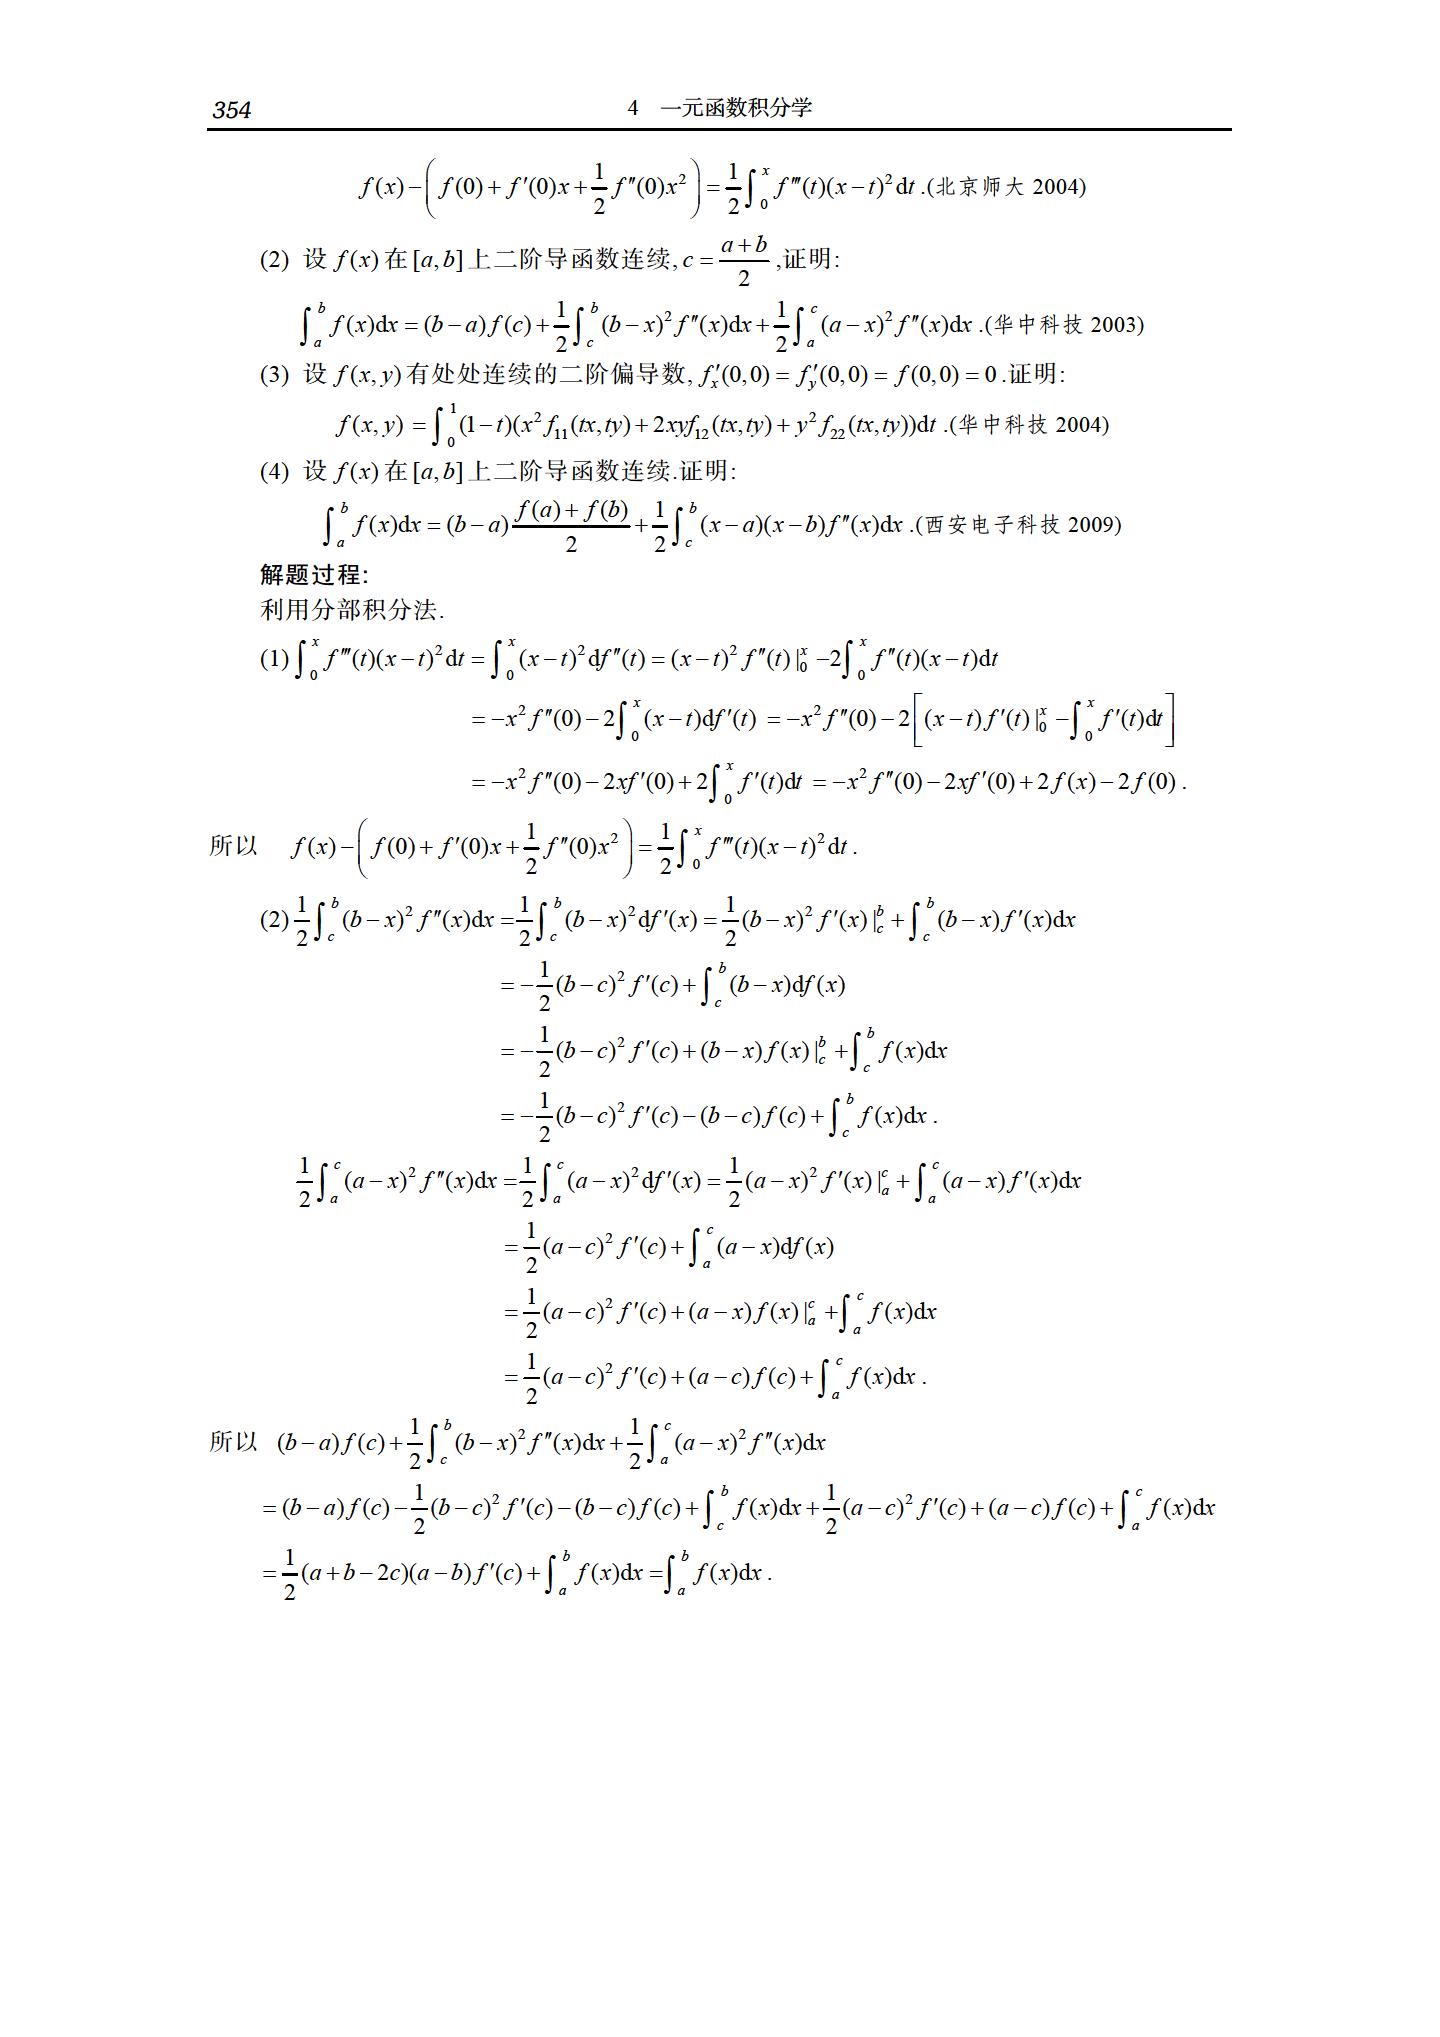 354 4 一元函数积分学
$f(x)-\left(f(0)+f'(0)x+\frac{1}{2}f''(0)x^2\right)=\frac{1}{2}\int_0^x f'''(t)(x-t)^2\mathrm{d}t$ .(北京师大 2004)
(2) 设 $f(x)$ 在 $[a,b]$ 上二阶导函数连续, $c=\frac{a+b}{2}$ ,证明:
$\int_a^b f(x)\mathrm{d}x=(b-a)f(c)+\frac{1}{2}\int_c^b(b-x)^2f''(x)\mathrm{d}x+\frac{1}{2}\int_a^c(a-x)^2f''(x)\mathrm{d}x$ .(华中科技 2003)
(3) 设 $f(x,y)$ 有处处连续的二阶偏导数, $f_x'(0,0)=f_y'(0,0)=f(0,0)=0$ .证明:
$f(x,y)=\int_0^1(1-t)(x^2f_{11}(tx,ty)+2xyf_{12}(tx,ty)+y^2f_{22}(tx,ty))\mathrm{d}t$ .(华中科技 2004)
(4) 设 $f(x)$ 在 $[a,b]$ 上二阶导函数连续.证明:
$\int_a^b f(x)\mathrm{d}x=(b-a)\frac{f(a)+f(b)}{2}+\frac{1}{2}\int_c^b(x-a)(x-b)f''(x)\mathrm{d}x$ .(西安电子科技 2009)
解题过程:
利用分部积分法.
(1) $\int_0^x f'''(t)(x-t)^2\mathrm{d}t=\int_0^x(x-t)^2\mathrm{d}f''(t)=(x-t)^2f''(t)|_0^x-2\int_0^x f''(t)(x-t)\mathrm{d}t$
$=-x^2f''(0)-2\int_0^x(x-t)\mathrm{d}f'(t)=-x^2f''(0)-2\left[(x-t)f'(t)|_0^x-\int_0^x f'(t)\mathrm{d}t\right]$
$=-x^2f''(0)-2xf'(0)+2\int_0^x f'(t)\mathrm{d}t=-x^2f''(0)-2xf'(0)+2f(x)-2f(0)$ .
所以 $f(x)-\left(f(0)+f'(0)x+\frac{1}{2}f''(0)x^2\right)=\frac{1}{2}\int_0^x f'''(t)(x-t)^2\mathrm{d}t$ .
(2) $\frac{1}{2}\int_c^b(b-x)^2f''(x)\mathrm{d}x=\frac{1}{2}\int_c^b(b-x)^2\mathrm{d}f'(x)=\frac{1}{2}(b-x)^2f'(x)|_c^b+\int_c^b(b-x)f'(x)\mathrm{d}x$
$=-\frac{1}{2}(b-c)^2f'(c)+\int_c^b(b-x)\mathrm{d}f(x)$
$=-\frac{1}{2}(b-c)^2f'(c)+(b-x)f(x)|_c^b+\int_c^b f(x)\mathrm{d}x$
$=-\frac{1}{2}(b-c)^2f'(c)-(b-c)f(c)+\int_c^b f(x)\mathrm{d}x$ .
$\frac{1}{2}\int_a^c(a-x)^2f''(x)\mathrm{d}x=\frac{1}{2}\int_a^c(a-x)^2\mathrm{d}f'(x)=\frac{1}{2}(a-x)^2f'(x)|_a^c+\int_a^c(a-x)f'(x)\mathrm{d}x$
$=\frac{1}{2}(a-c)^2f'(c)+\int_a^c(a-x)\mathrm{d}f(x)$
$=\frac{1}{2}(a-c)^2f'(c)+(a-x)f(x)|_a^c+\int_a^c f(x)\mathrm{d}x$
$=\frac{1}{2}(a-c)^2f'(c)+(a-c)f(c)+\int_a^c f(x)\mathrm{d}x$ .
所以 $(b-a)f(c)+\frac{1}{2}\int_c^b(b-x)^2f''(x)\mathrm{d}x+\frac{1}{2}\int_a^c(a-x)^2f''(x)\mathrm{d}x$
$=(b-a)f(c)-\frac{1}{2}(b-c)^2f'(c)-(b-c)f(c)+\int_c^b f(x)\mathrm{d}x+\frac{1}{2}(a-c)^2f'(c)+(a-c)f(c)+\int_a^c f(x)\mathrm{d}x$
$=\frac{1}{2}(a+b-2c)(a-b)f'(c)+\int_a^b f(x)\mathrm{d}x=\int_a^b f(x)\mathrm{d}x$ .